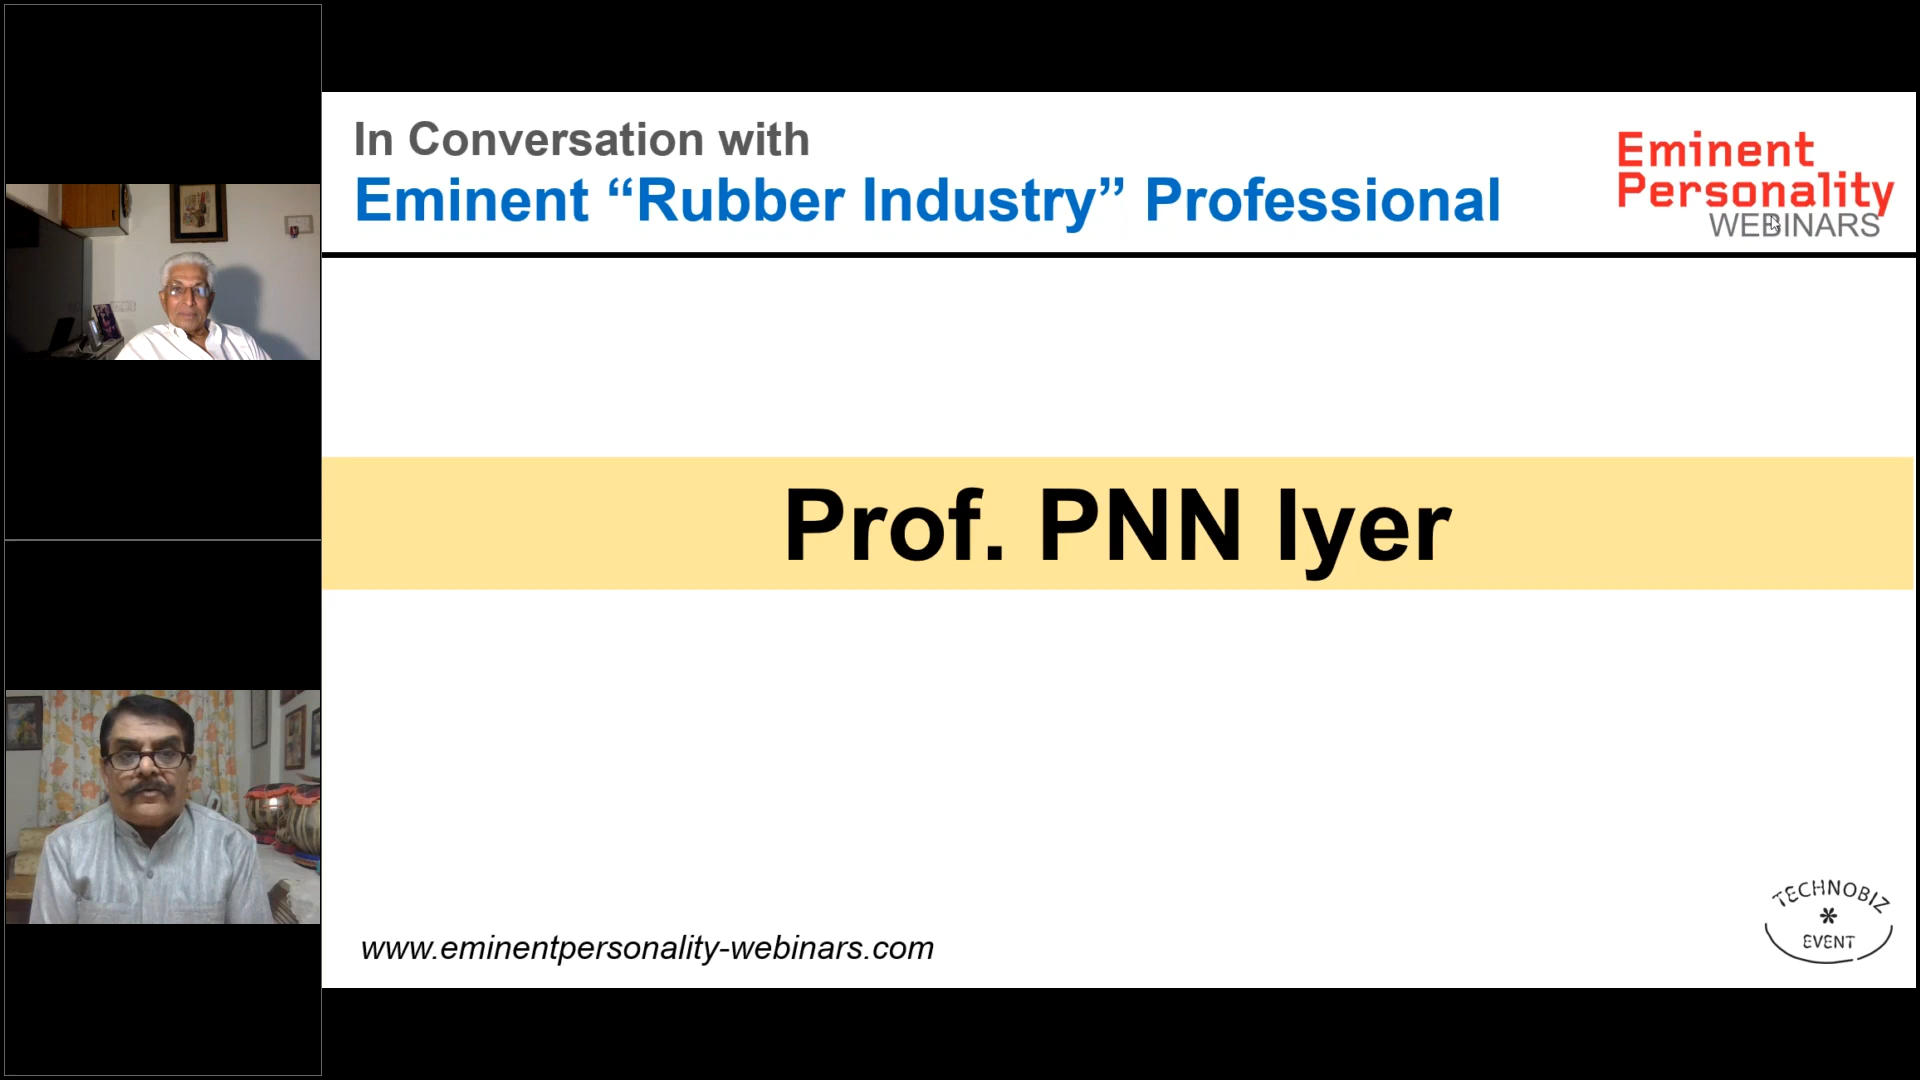 In Conversation with
Eminent “Rubber Industry” Professional
Eminent
Personality
WEBINARS
Prof. PNN Iyer
www.eminentpersonality-webinars.com
TECHNOBIZ
EVENT